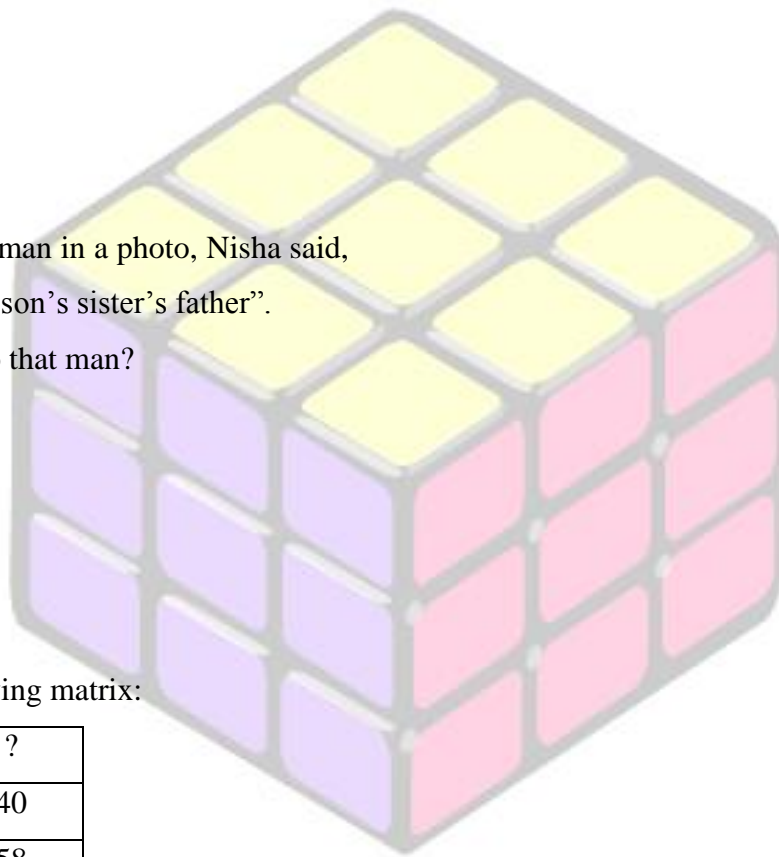 man in a photo, Nisha said,
son’s sister’s father”.
that man?
ing matrix:
?
40
58